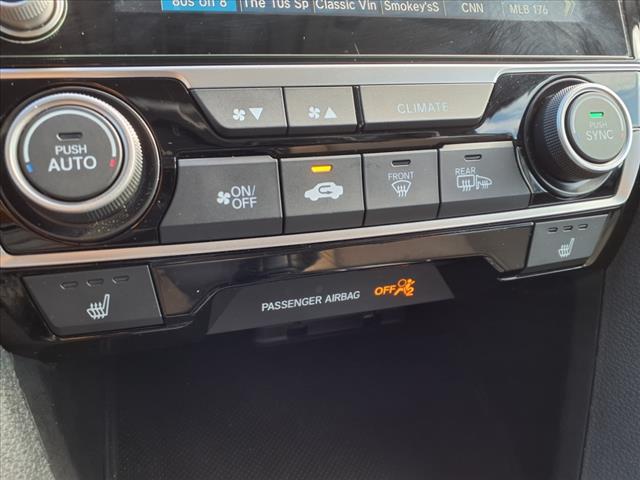 80s on 8 The 10s Sp Classic Vin Smokey'sS CNN MLB 176
CLIMATE
PUSH
AUTO
PUSH
SYNC
ON/
OFF
FRONT
REAR
PASSENGER AIRBAG OFF 2